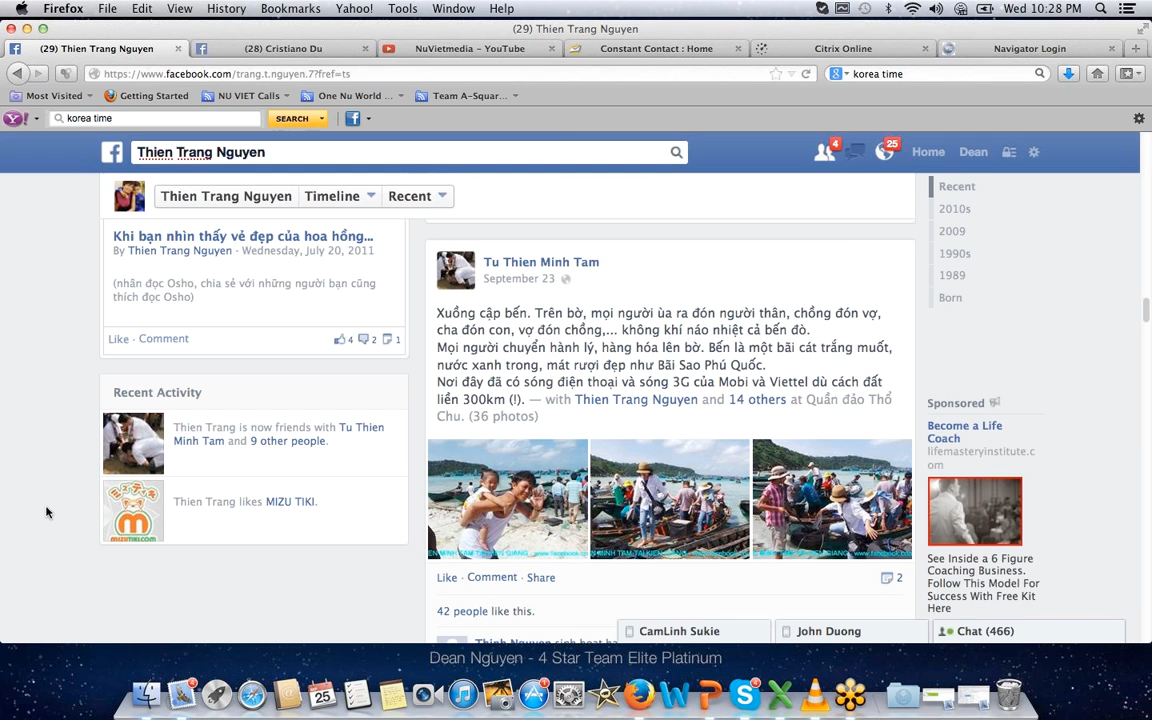 Firefox File Edit View History Bookmarks Yahoo! Tools Window Help Wed 10:28 PM
(29) Thien Trang Nguyen
(29) Thien Trang Nguyen (28) Cristiano Du NuVietmedia – YouTube Constant Contact : Home Citrix Online Navigator Login
https://www.facebook.com/trang.t.nguyen.7?fref=ts korea time
Most Visited Getting Started NU VIET Calls One Nu World ... Team A-Squar...
korea time SEARCH
Thien Trang Nguyen 4 25 Home Dean
Thien Trang Nguyen Timeline Recent
Recent
2010s
2009
1990s
1989
Born
Khi bạn nhìn thấy vẻ đẹp của hoa hồng...
By Thien Trang Nguyen · Wednesday, July 20, 2011
(nhân đọc Osho, chia sẻ với những người bạn cũng
thích đọc Osho)
Like · Comment 4 2 1
Recent Activity
Thien Trang is now friends with Tu Thien
Minh Tam and 9 other people.
Thien Trang likes MIZU TIKI.
MIZUTIKI.COM
Tu Thien Minh Tam
September 23
Xuồng cập bến. Trên bờ, mọi người ùa ra đón người thân, chồng đón vợ,
cha đón con, vợ đón chồng,... không khí náo nhiệt cả bến đò.
Mọi người chuyển hành lý, hàng hóa lên bờ. Bến là một bãi cát trắng muốt,
nước xanh trong, mát rượi đẹp như Bãi Sao Phú Quốc.
Nơi đây đã có sóng điện thoại và sóng 3G của Mobi và Viettel dù cách đất
liền 300km (!). — with Thien Trang Nguyen and 14 others at Quần đảo Thổ
Chu. (36 photos)
Like · Comment · Share 2
42 people like this.
Sponsored
Become a Life
Coach
lifemasteryinstitute.c
om
See Inside a 6 Figure
Coaching Business.
Follow This Model For
Success With Free Kit
Here
CamLinh Sukie John Duong Chat (466)
Dean Nguyen - 4 Star Team Elite Platinum